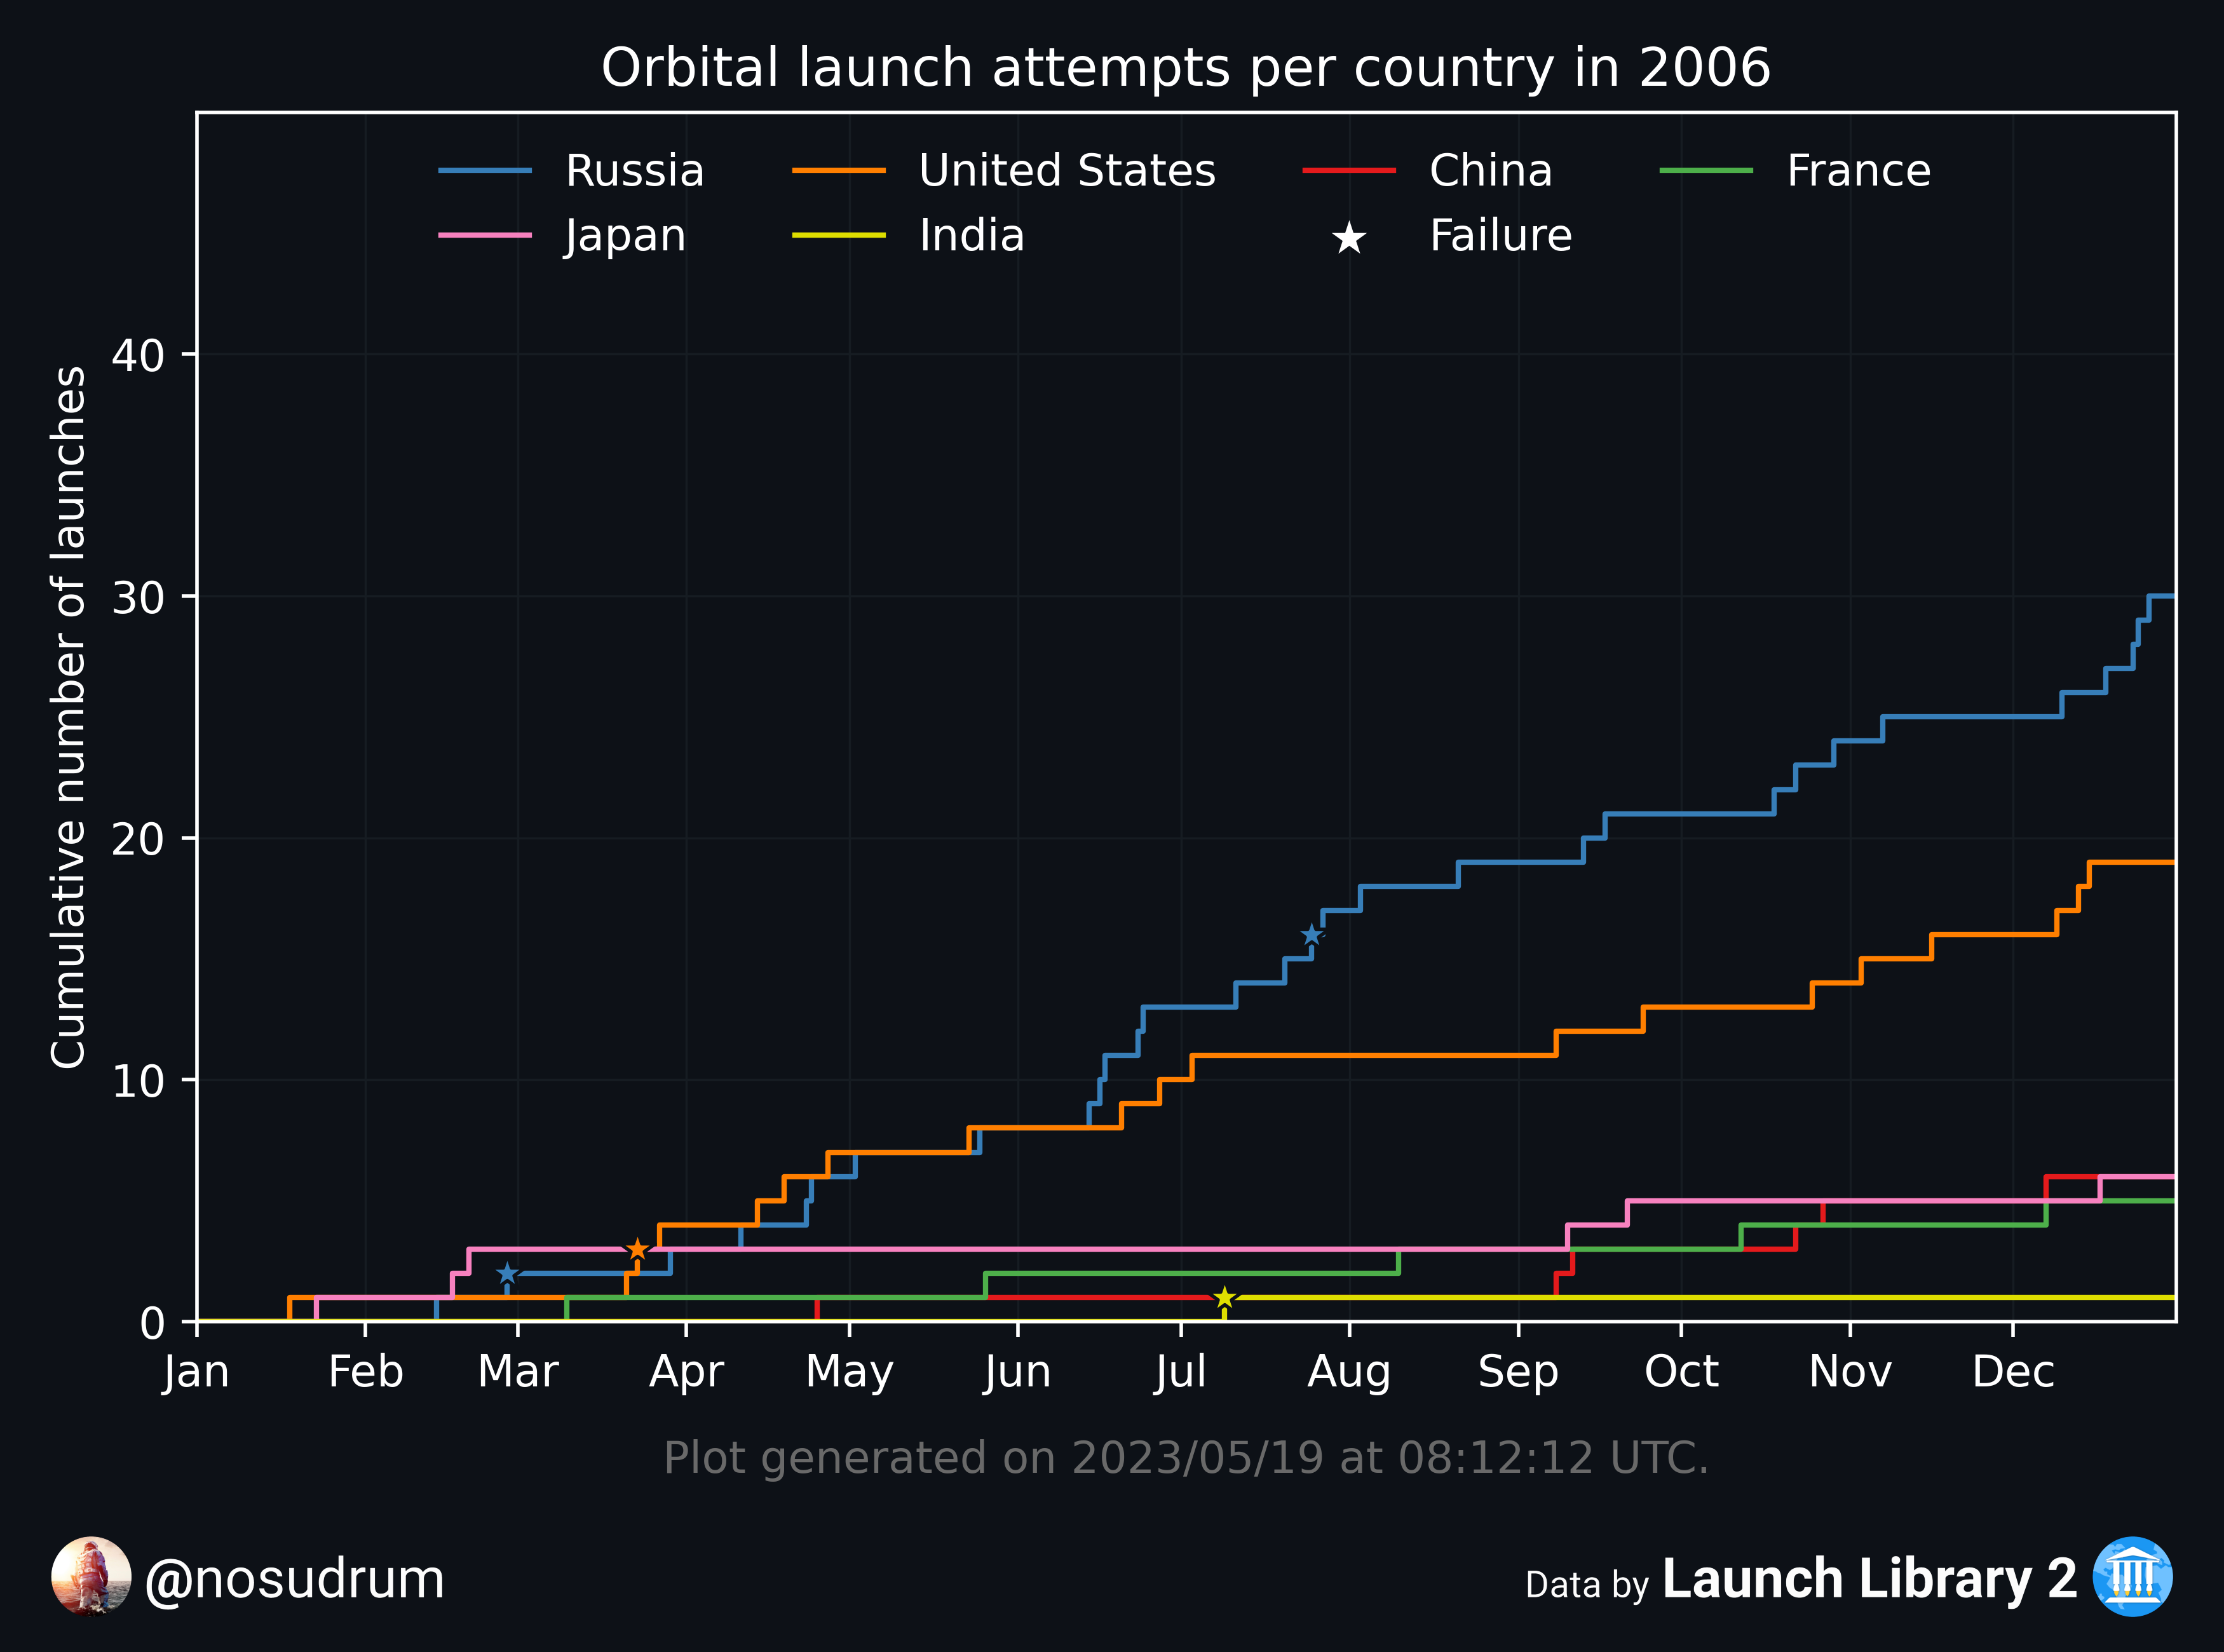 Orbital launch attempts per country in 2006
Russia United States China France
Japan India Failure
Cumulative number of launches
40
30
20
10
0
Jan Feb Mar Apr May Jun Jul Aug Sep Oct Nov Dec
Plot generated on 2023/05/19 at 08:12:12 UTC.
@nosudrum
Data by Launch Library 2